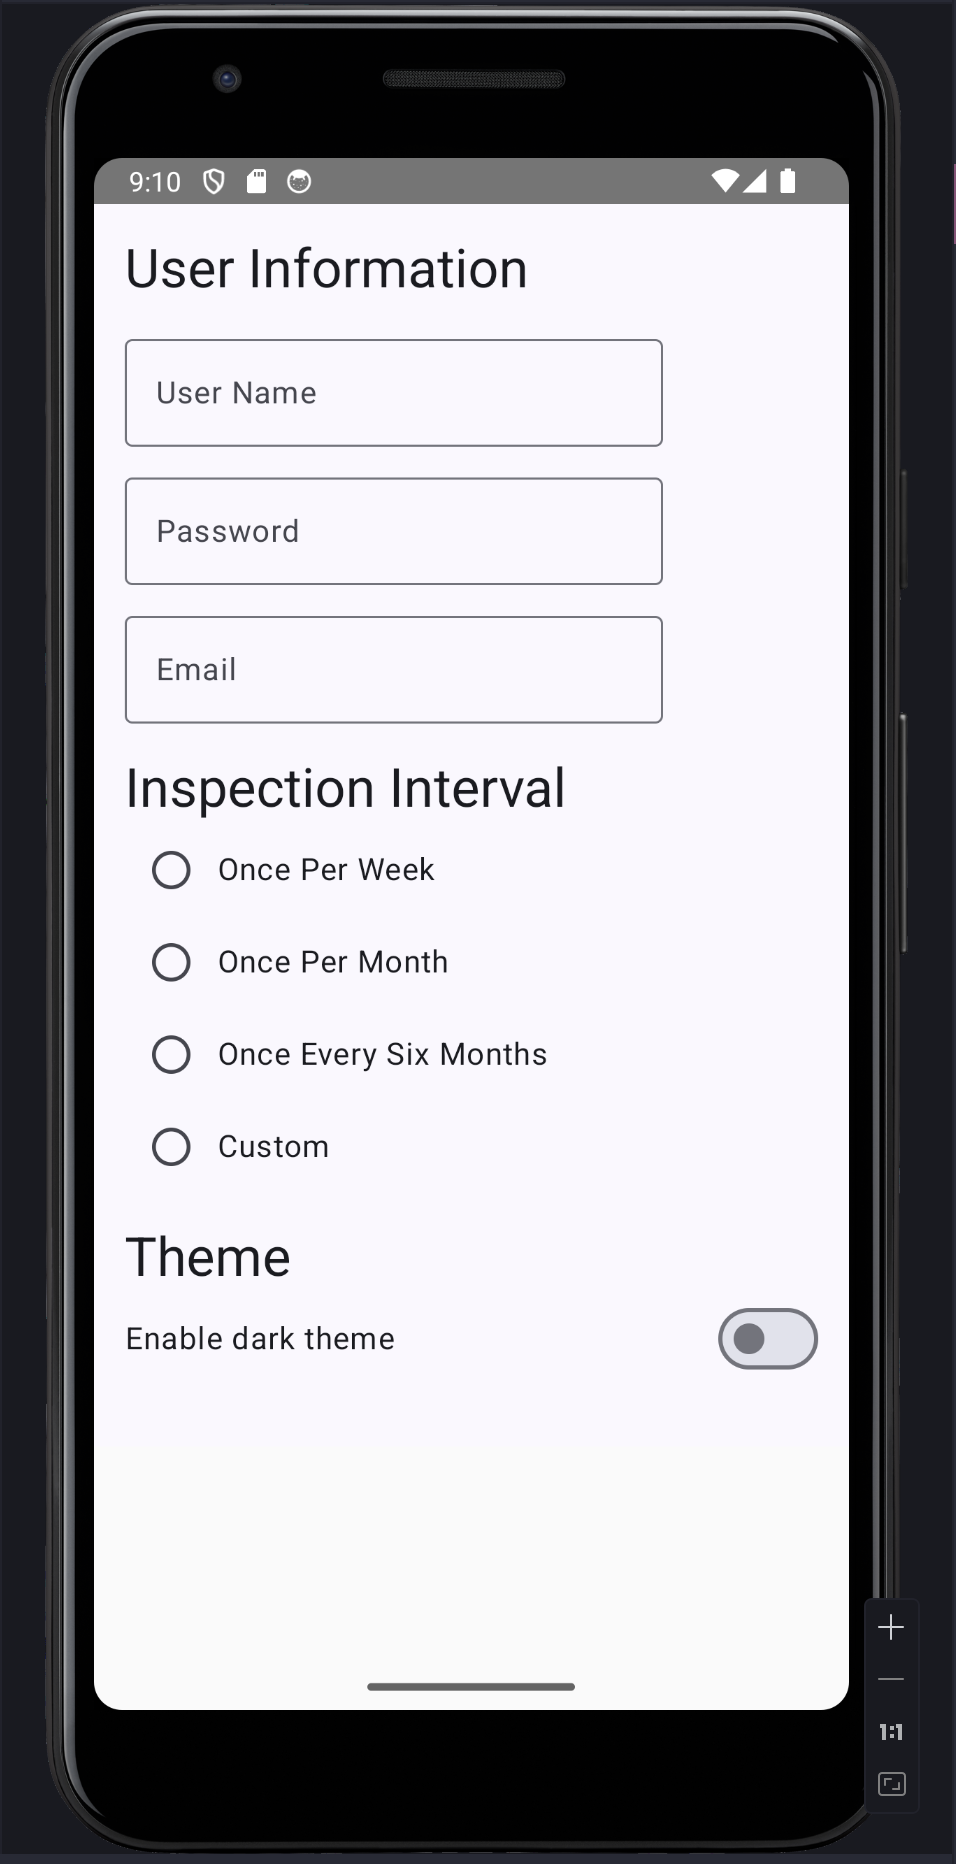 9:10
User Information
User Name
Password
Email
Inspection Interval
Once Per Week
Once Per Month
Once Every Six Months
Custom
Theme
Enable dark theme
1:1